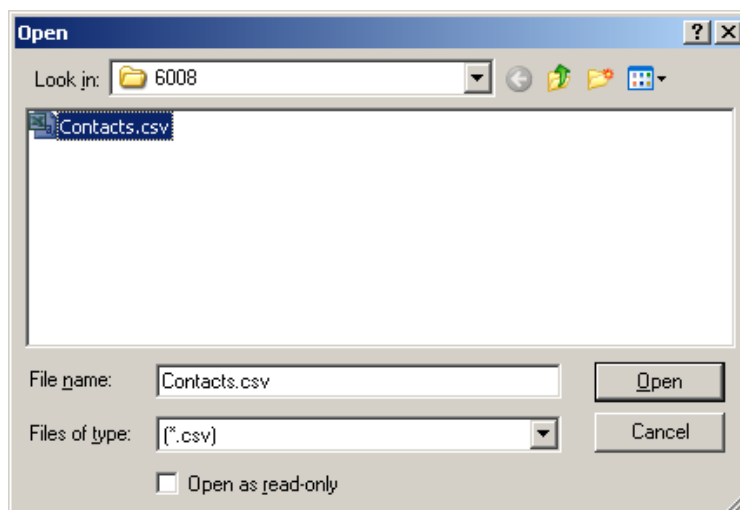 Open
Look in: 6008
Contacts.csv
File name: Contacts.csv Open
Files of type: (*.csv) Cancel
Open as read-only